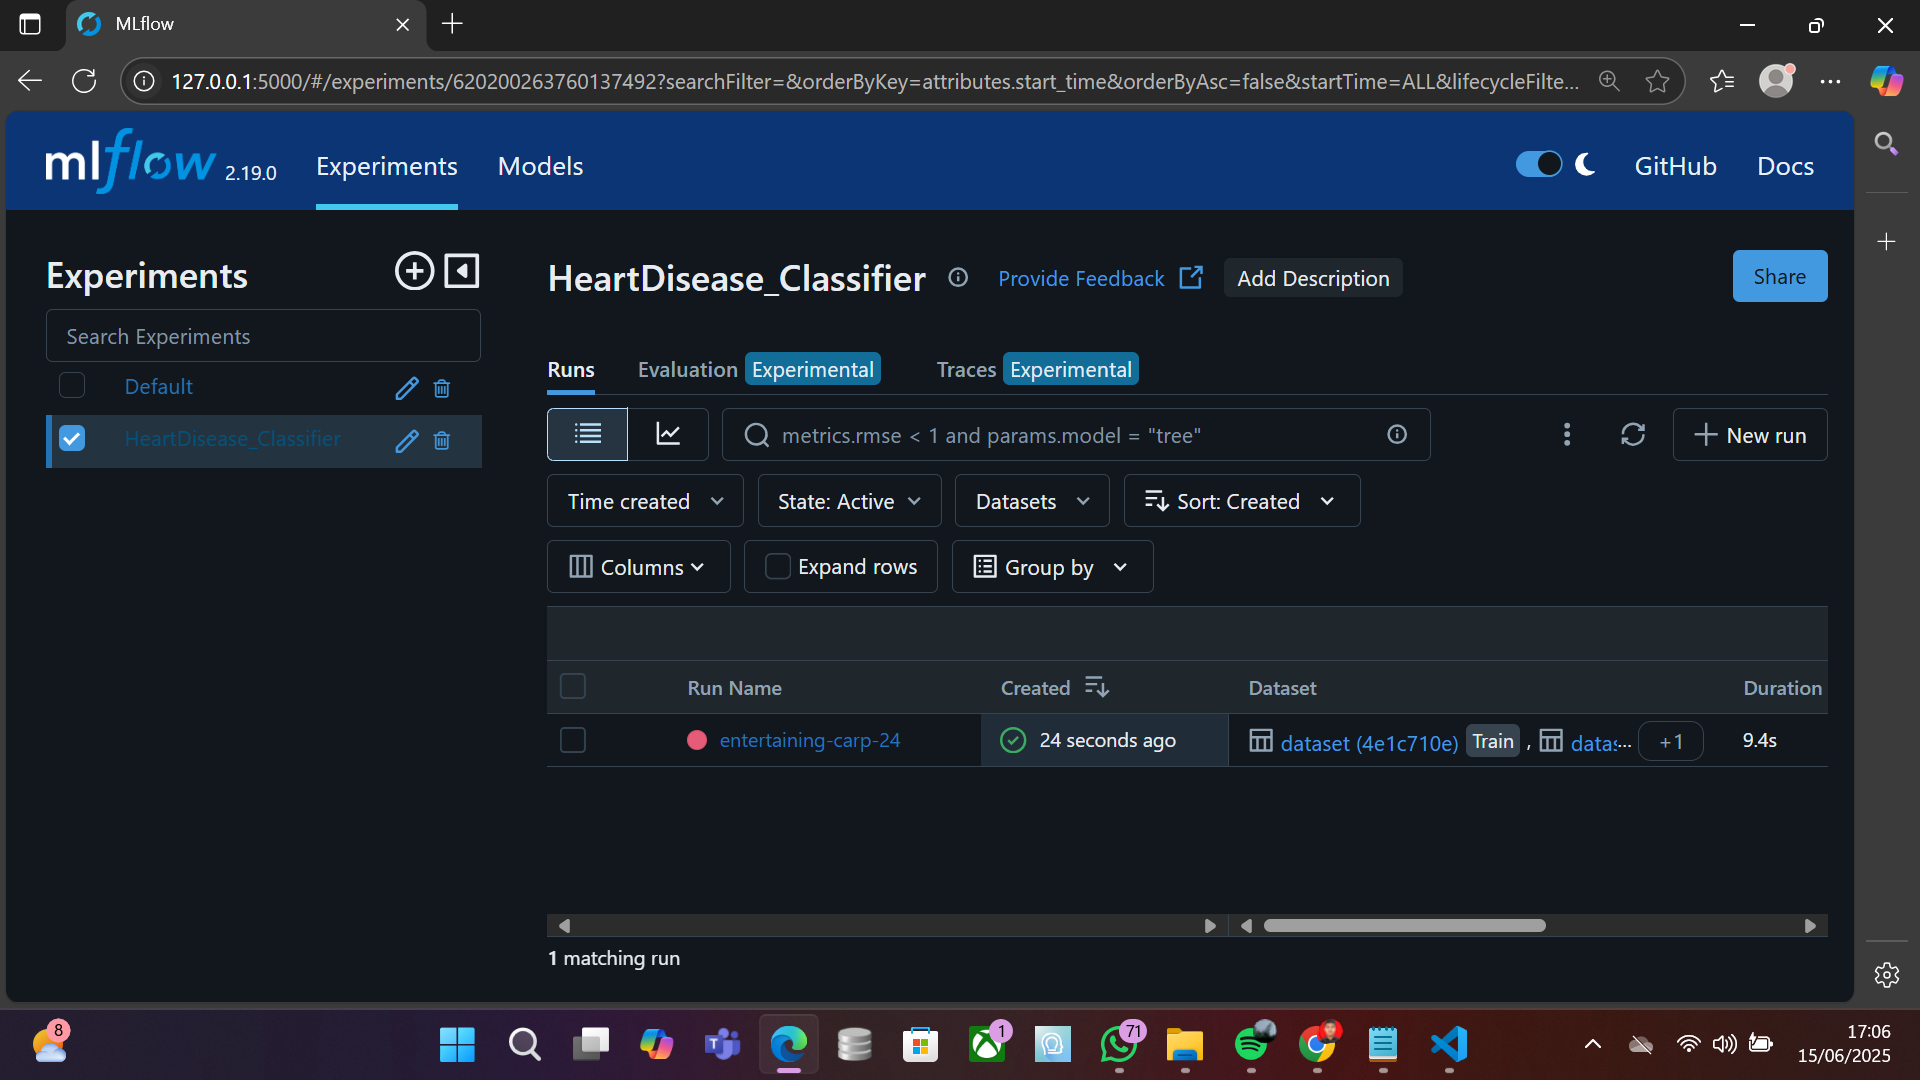 MLflow
127.0.0.1:5000/#/experiments/620200263760137492?searchFilter=&orderByKey=attributes.start_time&orderByAsc=false&startTime=ALL&lifecycleFilte...
mlflow 2.19.0 Experiments Models GitHub Docs
Experiments
Search Experiments
Default
HeartDisease_Classifier
HeartDisease_Classifier Provide Feedback Add Description Share
Runs Evaluation Experimental Traces Experimental
metrics.rmse < 1 and params.model = "tree" New run
Time created State: Active Datasets Sort: Created
Columns Expand rows Group by
Run Name Created Dataset Duration
entertaining-carp-24 24 seconds ago dataset (4e1c710e) Train , datas... +1 9.4s
1 matching run
8 1 71 17:06
15/06/2025